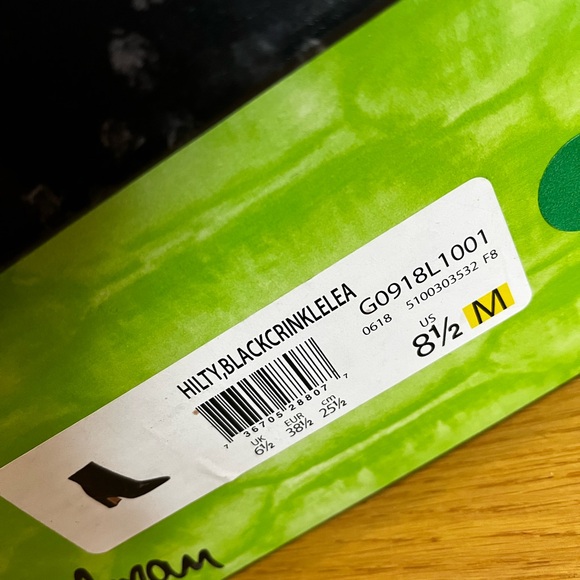 HILTY.BLACKCRINKLELEA
G0918L1001
0618 5100303532 F8
7 36705 28807 7
UK EUR cm
6½ 38½ 25½
US
8½ M